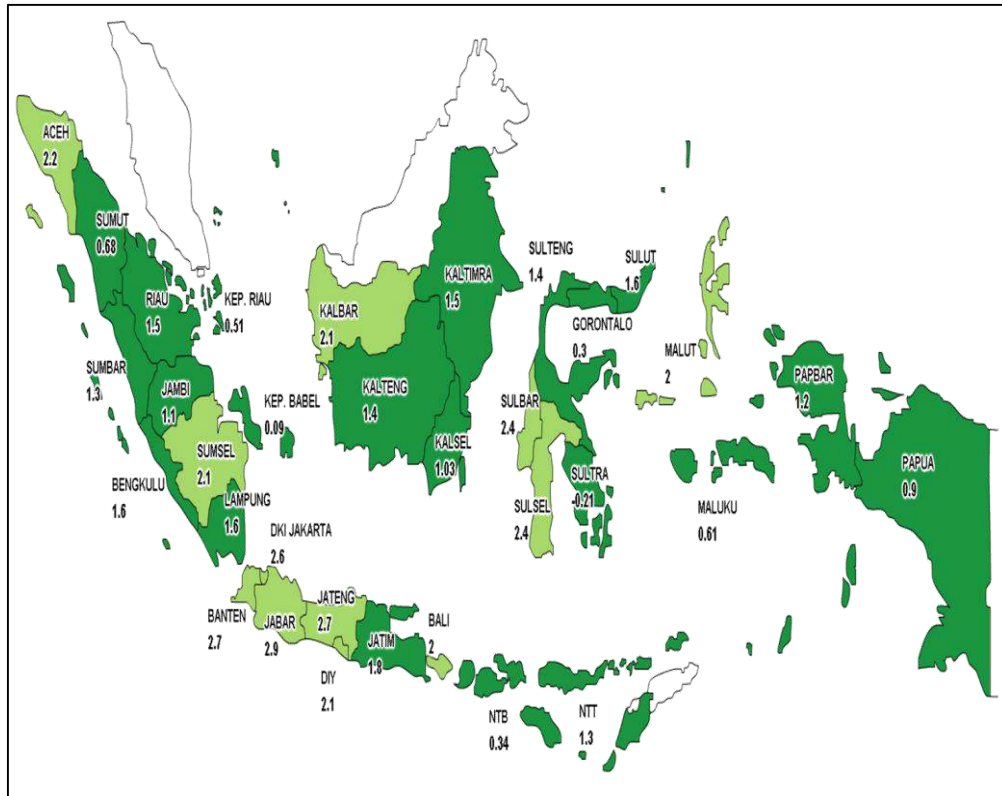 ACEH
2.2
SUMUT
0.68
RIAU
1.5
KEP. RIAU
0.51
SUMBAR
1.3
JAMBI
1.1
KEP. BABEL
0.09
SUMSEL
2.1
BENGKULU
1.6
LAMPUNG
1.6
DKI JAKARTA
2.6
BANTEN
2.7
JABAR
2.9
JATENG
2.7
DIY
2.1
JATIM
1.8
BALI
2
NTB
0.34
NTT
1.3
KALBAR
2.1
KALTENG
1.4
KALTIMRA
1.5
KALSEL
1.03
SULTENG
1.4
SULUT
1.6
GORONTALO
0.3
SULBAR
2.4
SULSEL
2.4
SULTRA
-0.21
MALUT
2
MALUKU
0.61
PAPBAR
1.2
PAPUA
0.9